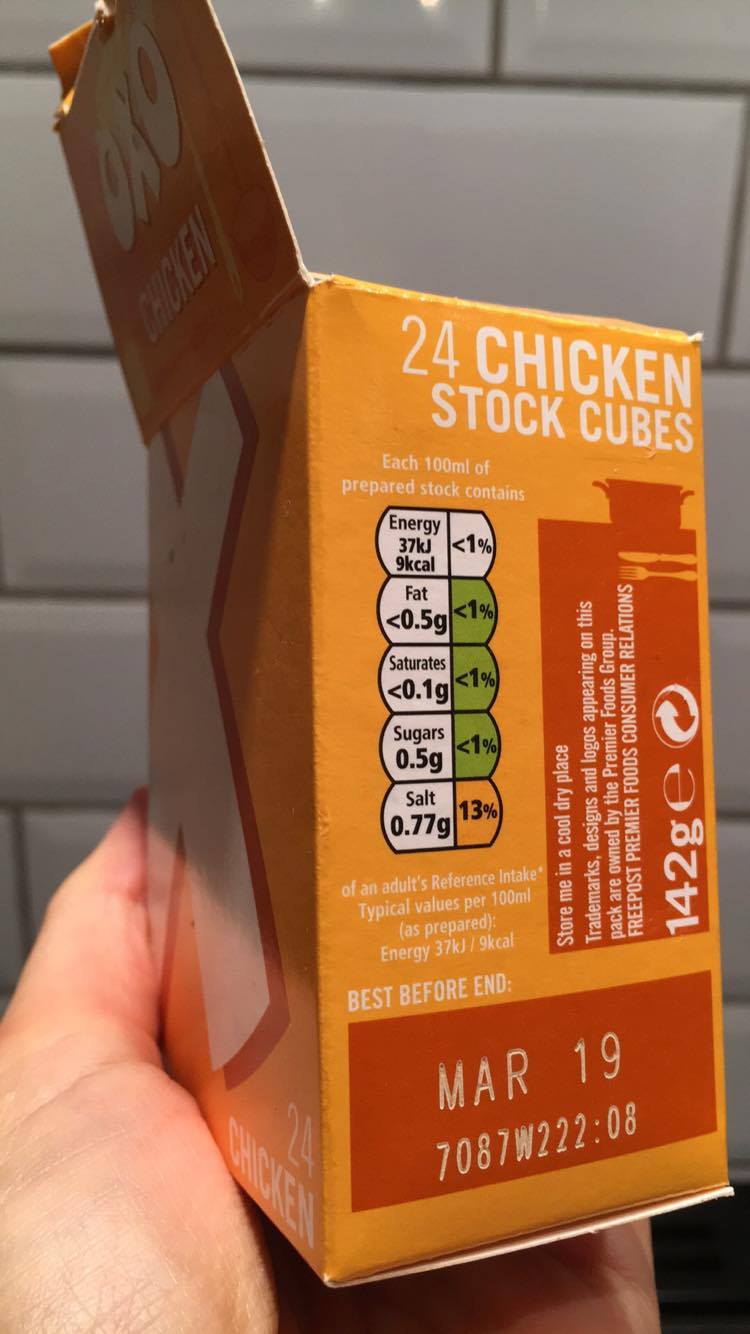 OXO
CHICKEN
24 CHICKEN
STOCK CUBES
Each 100ml of
prepared stock contains
Energy
37kJ
9kcal
<1%
Fat
<0.5g
<1%
Saturates
<0.1g
<1%
Sugars
0.5g
<1%
Salt
0.77g
13%
of an adult's Reference Intake*
Typical values per 100ml
(as prepared):
Energy 37kJ / 9kcal
Store me in a cool dry place
Trademarks, designs and logos appearing on this
pack are owned by the Premier Foods Group.
FREEPOST PREMIER FOODS CONSUMER RELATIONS
142g e
BEST BEFORE END:
MAR 19
7087W222:08
24
CHICKEN